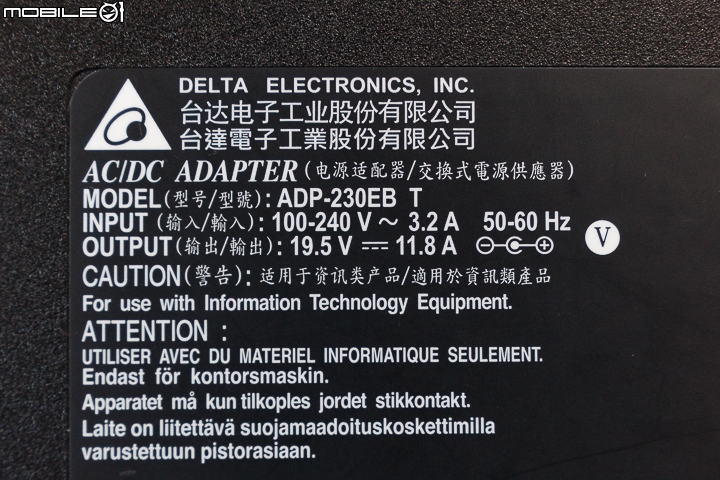 MOBILE01
DELTA ELECTRONICS, INC.
台达电子工业股份有限公司
台達電子工業股份有限公司
AC/DC ADAPTER (电源适配器/交換式電源供應器)
MODEL (型号/型號): ADP-230EB T
INPUT (输入/輸入): 100-240 V ~ 3.2 A 50-60 Hz
OUTPUT (输出/輸出): 19.5 V ⎓ 11.8 A
V
CAUTION (警告): 适用于资讯类产品/適用於資訊類產品
For use with Information Technology Equipment.
ATTENTION :
UTILISER AVEC DU MATERIEL INFORMATIQUE SEULEMENT.
Endast för kontorsmaskin.
Apparatet må kun tilkoples jordet stikkontakt.
Laite on liitettävä suojamaadoituskoskettimilla
varustettuun pistorasiaan.